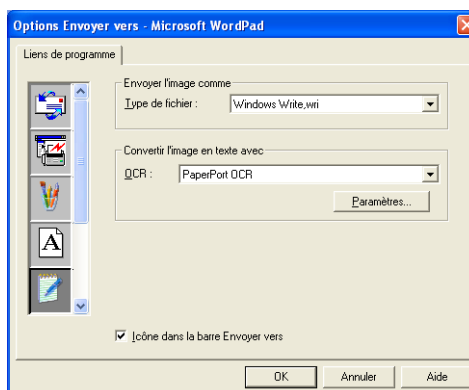 Options Envoyer vers - Microsoft WordPad
Liens de programme
Envoyer l'image comme
Type de fichier : Windows Write,wri
Convertir l'image en texte avec
OCR : PaperPort OCR
Paramètres...
A
Icône dans la barre Envoyer vers
OK Annuler Aide